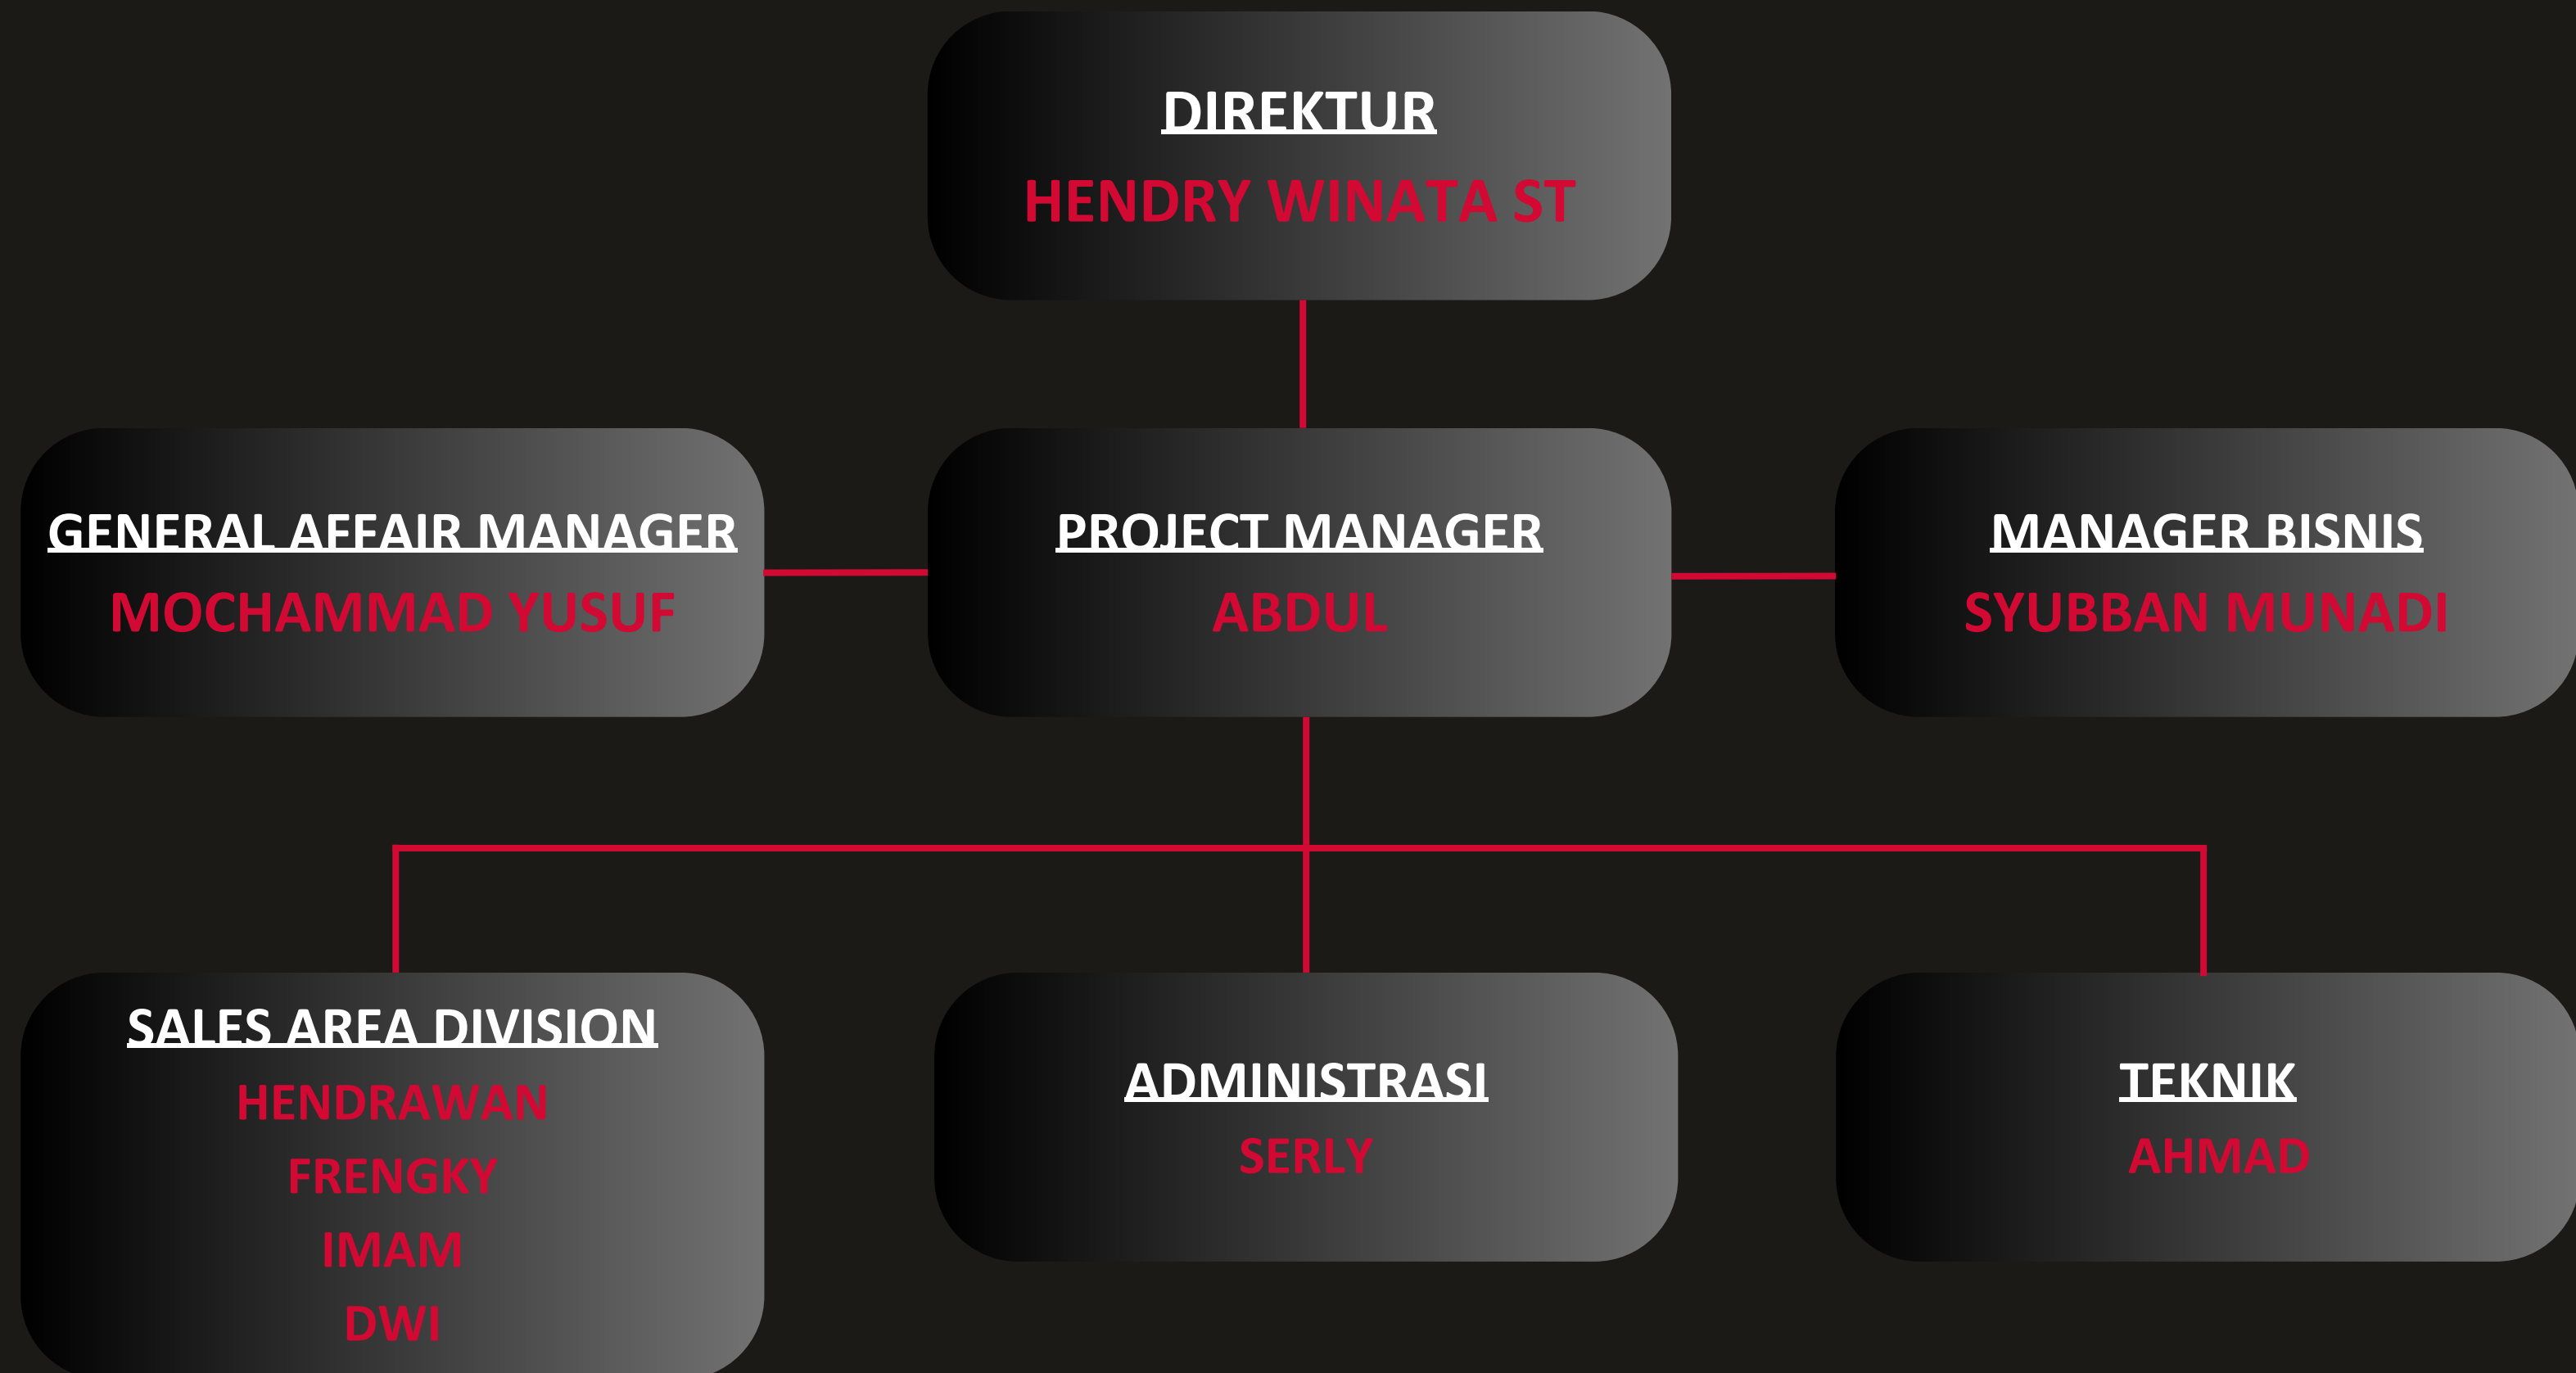 DIREKTUR
HENDRY WINATA ST
GENERAL AFFAIR MANAGER
MOCHAMMAD YUSUF
PROJECT MANAGER
ABDUL
MANAGER BISNIS
SYUBBAN MUNADI
SALES AREA DIVISION
HENDRAWAN
FRENGKY
IMAM
DWI
ADMINISTRASI
SERLY
TEKNIK
AHMAD